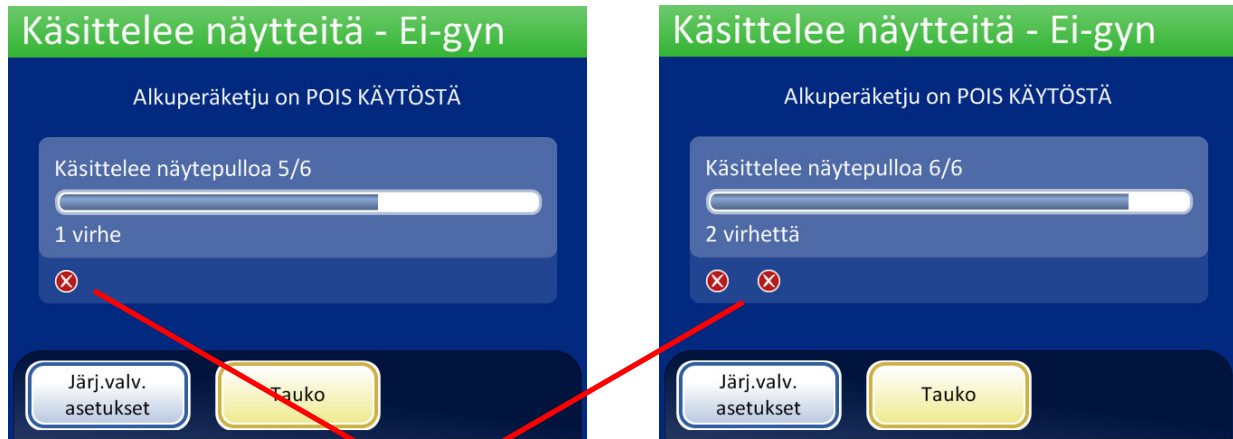 Käsittelee näytteitä - Ei-gyn
Alkuperäketju on POIS KÄYTÖSTÄ
Käsittelee näytepulloa 5/6
1 virhe
Järj.valv.
asetukset
Tauko
Käsittelee näytteitä - Ei-gyn
Alkuperäketju on POIS KÄYTÖSTÄ
Käsittelee näytepulloa 6/6
2 virhettä
Järj.valv.
asetukset
Tauko